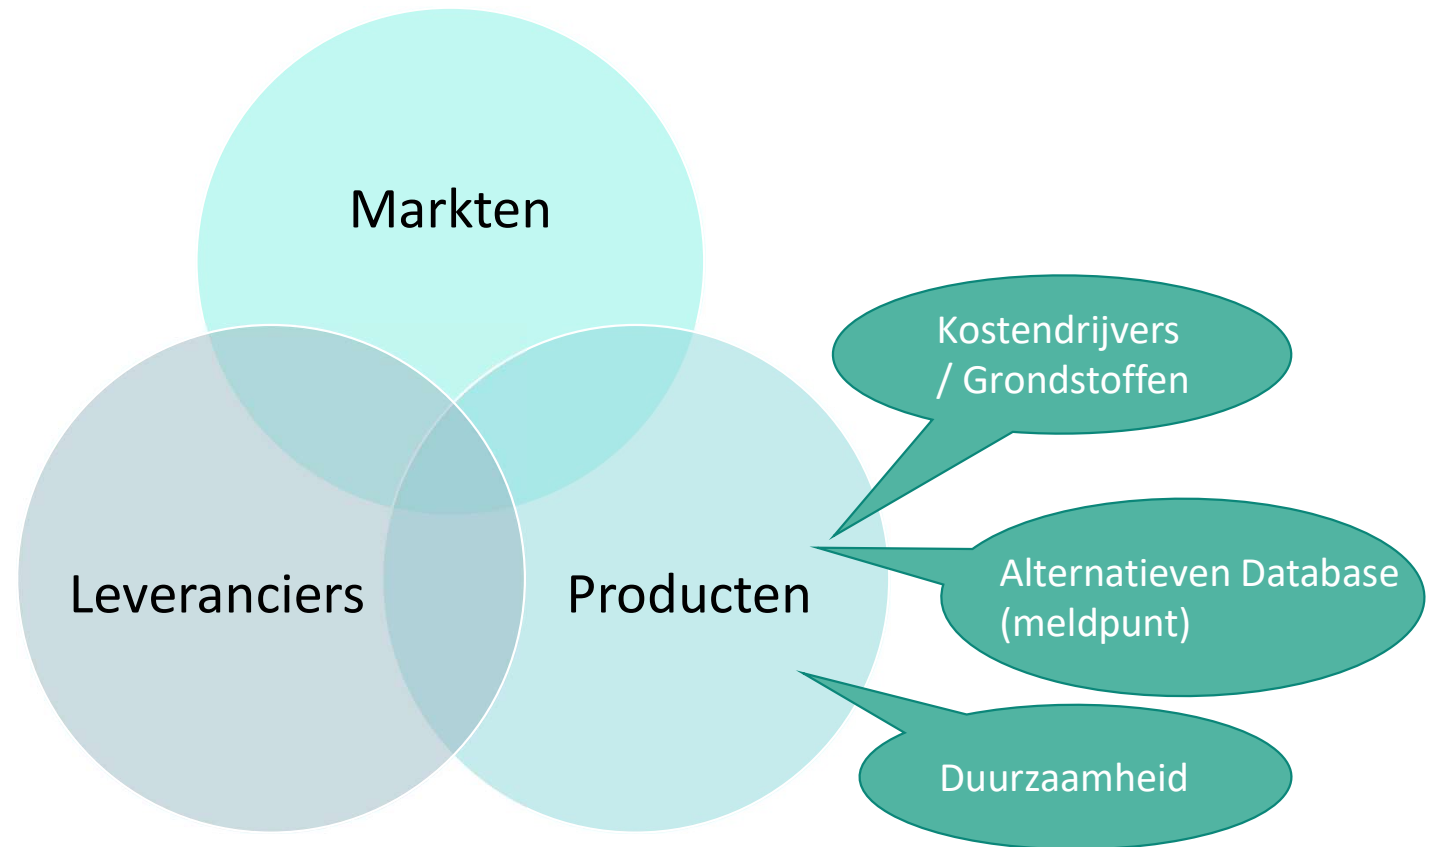 Markten
Kostendrijvers
/ Grondstoffen
Leveranciers
Producten
Alternatieven Database
(meldpunt)
Duurzaamheid